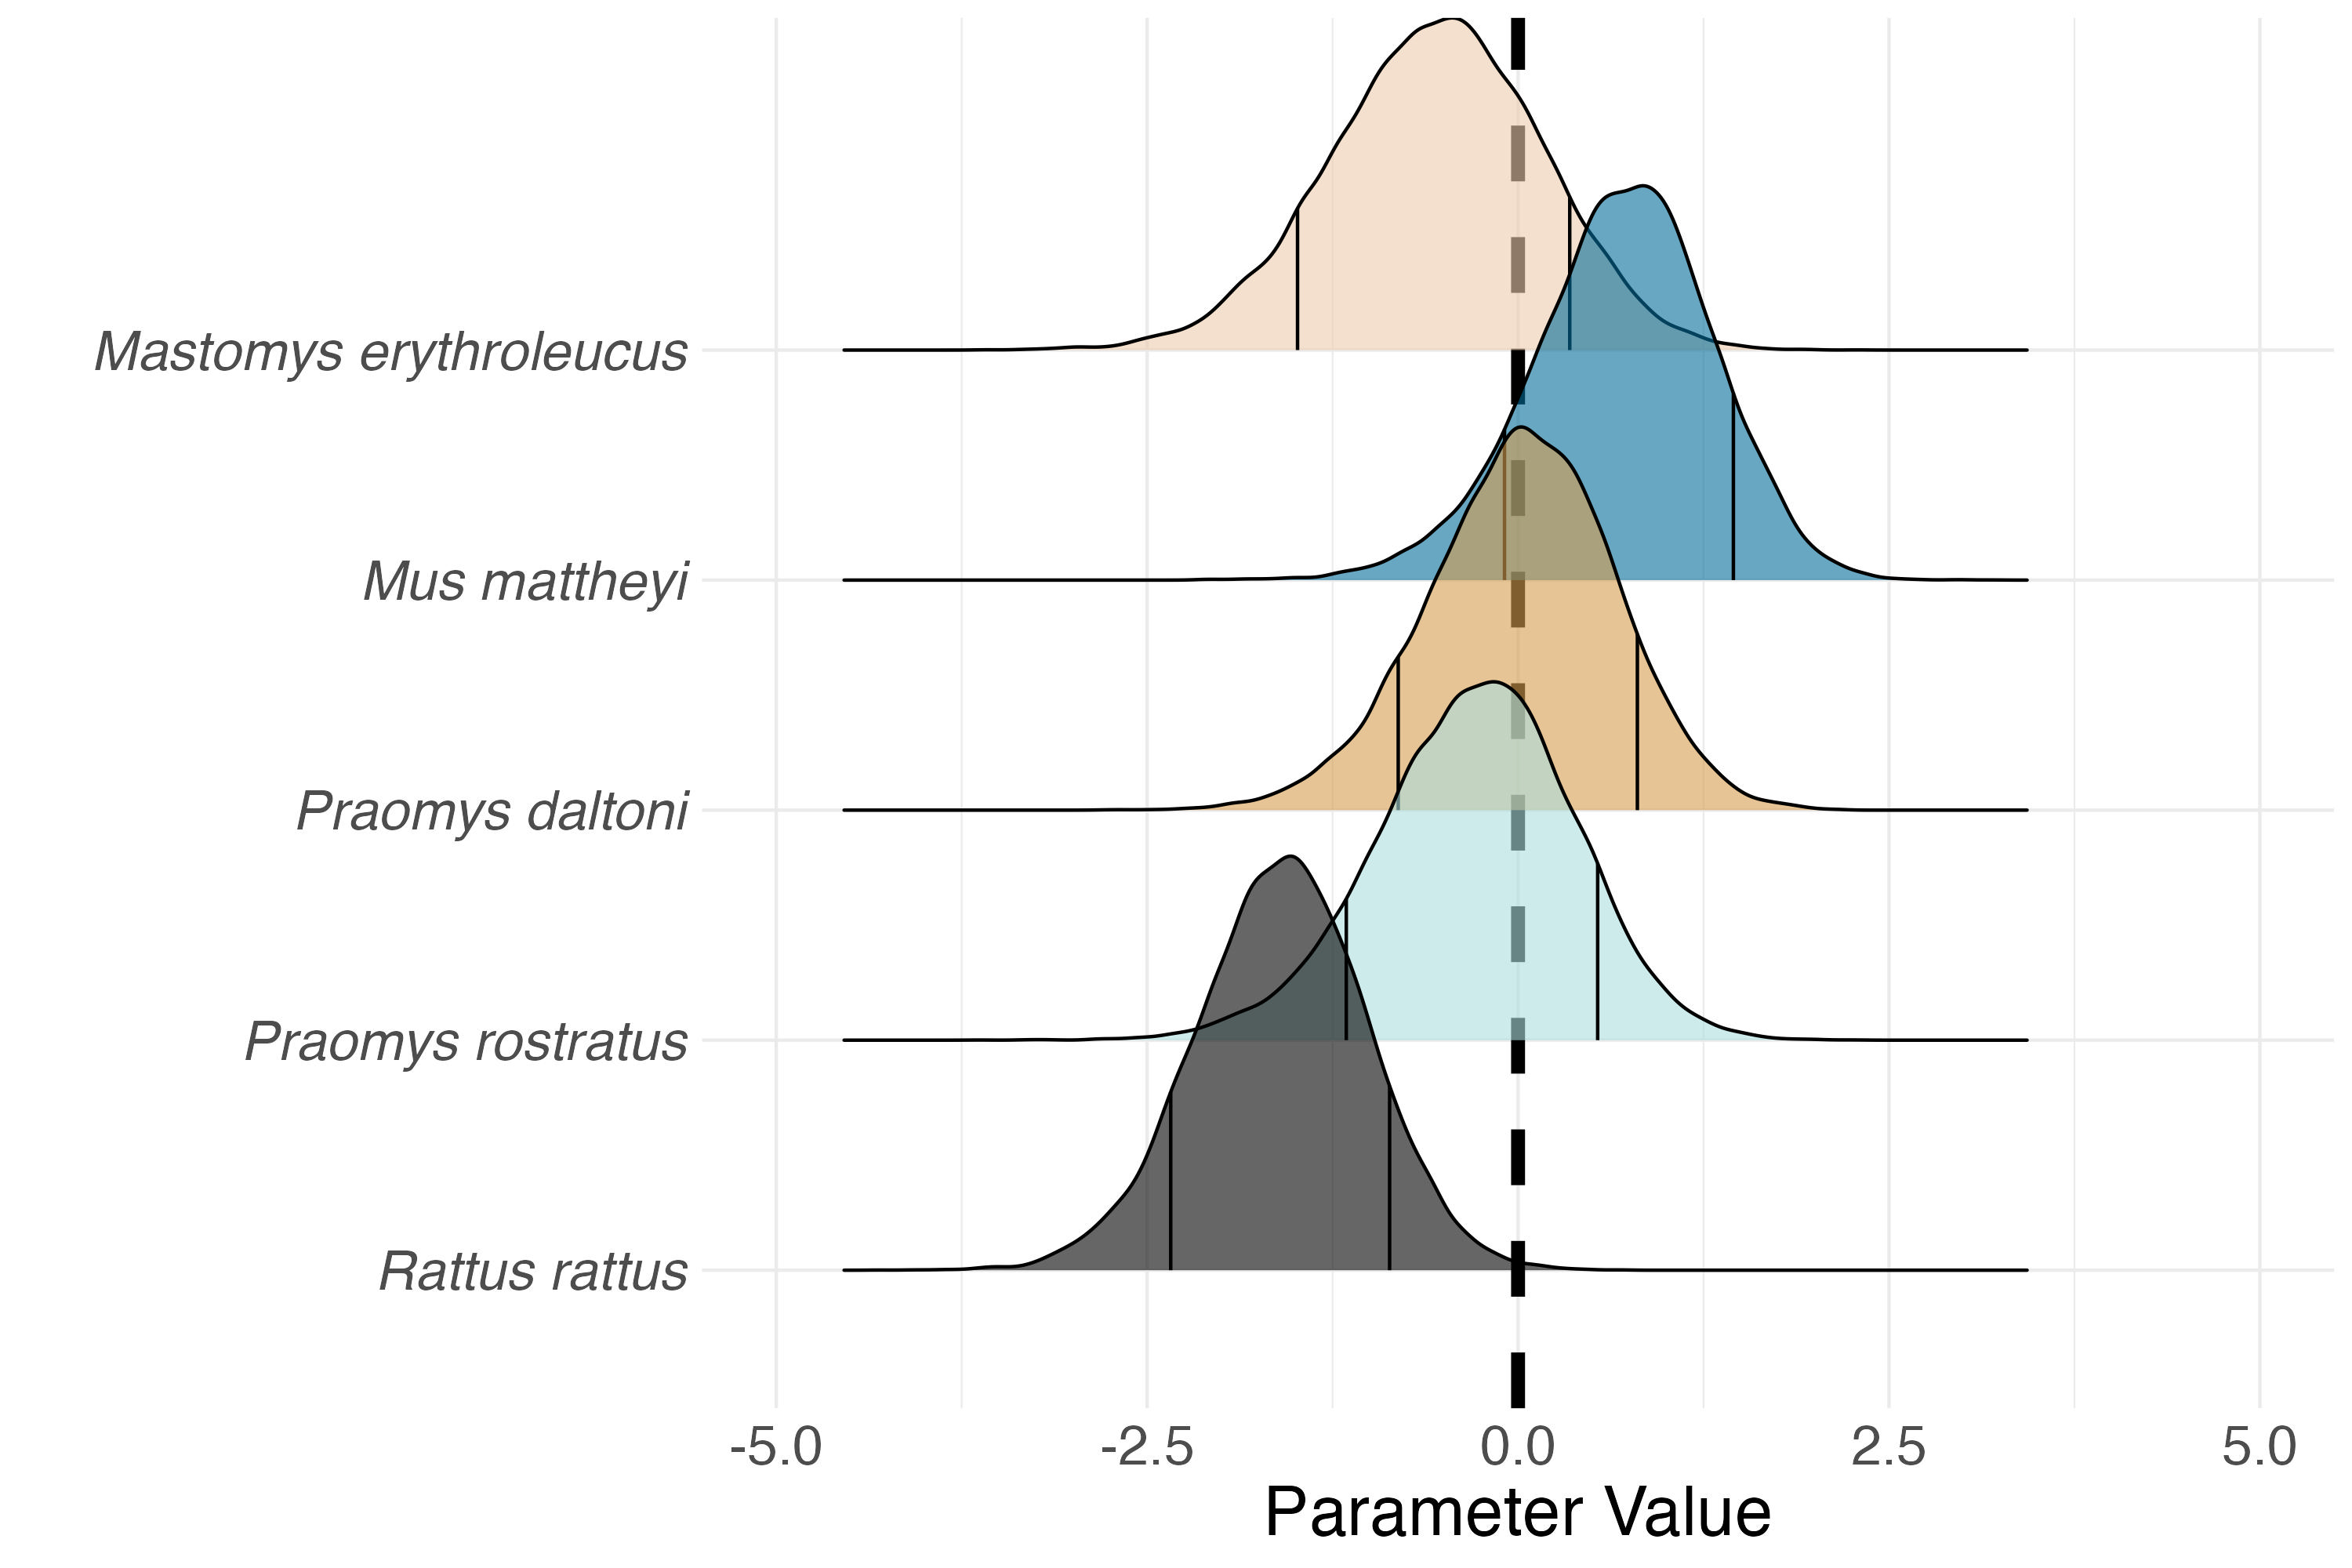 Mastomys erythroleucus
Mus mattheyi
Praomys daltoni
Praomys rostratus
Rattus rattus
-5.0 -2.5 0.0 2.5 5.0
Parameter Value